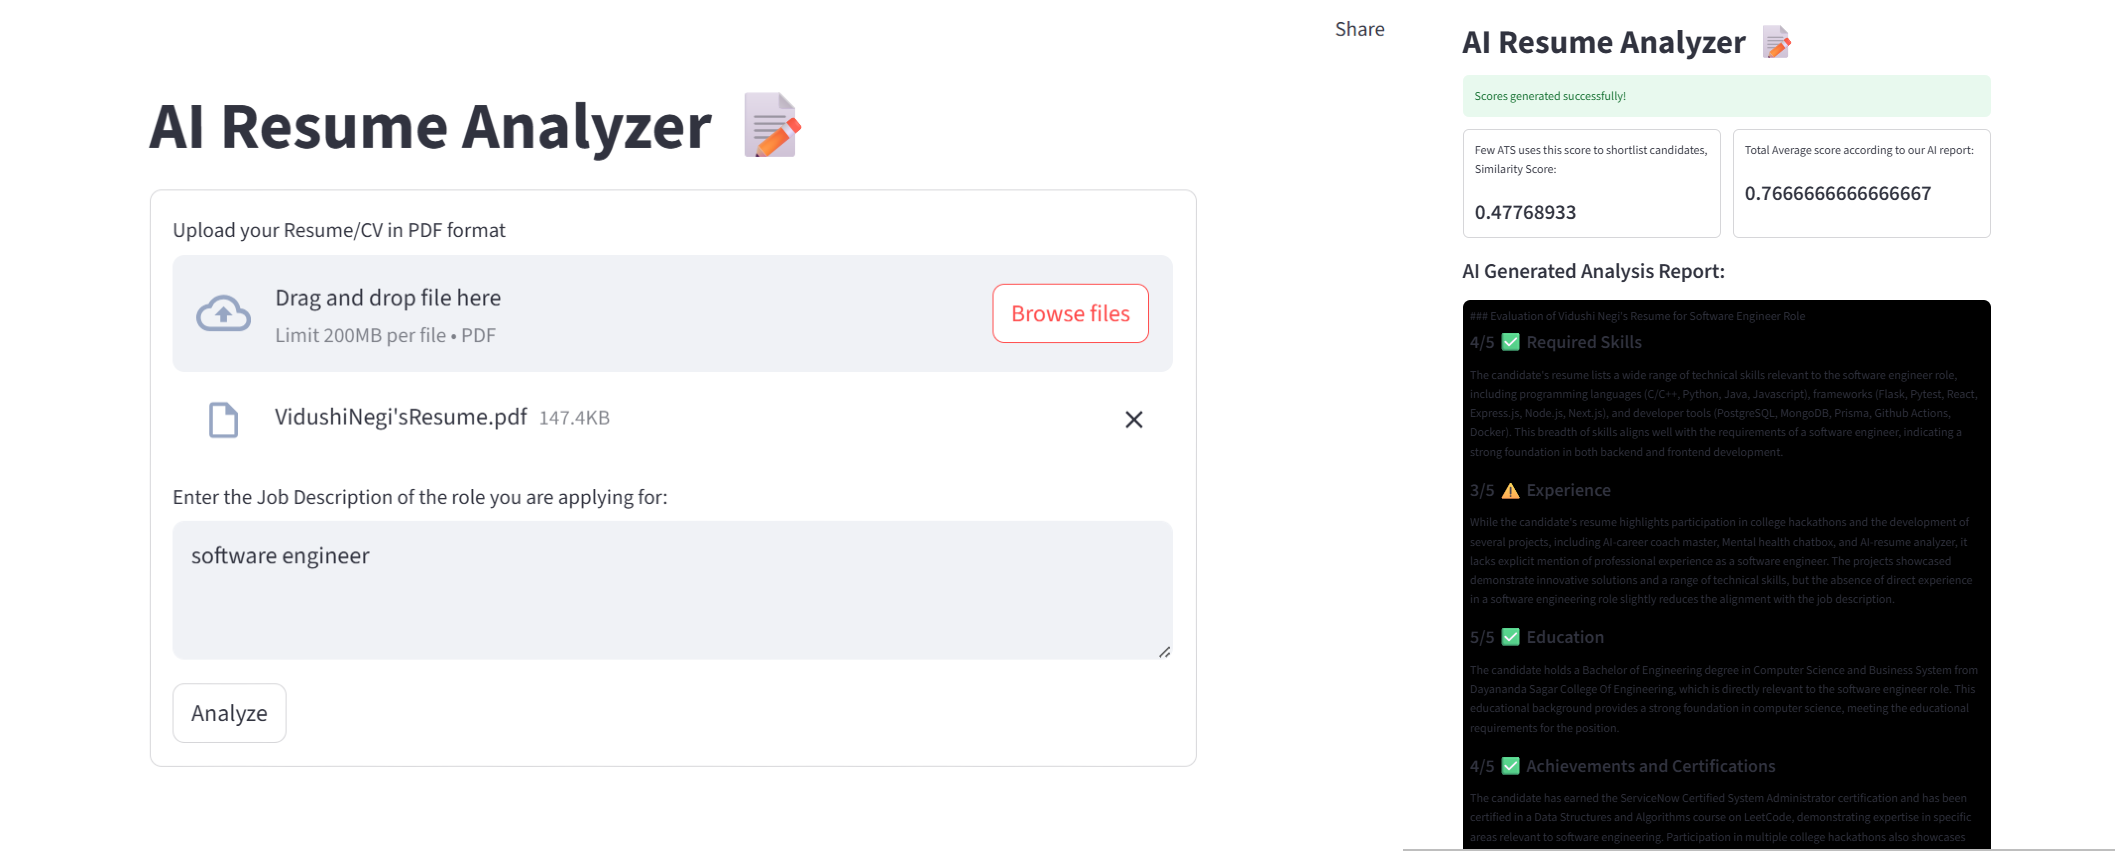 Share
AI Resume Analyzer 📝
Upload your Resume/CV in PDF format
Drag and drop file here
Limit 200MB per file • PDF
Browse files
VidushiNegi'sResume.pdf 147.4KB
Enter the Job Description of the role you are applying for:
software engineer
Analyze
AI Resume Analyzer 📝
Scores generated successfully!
Few ATS uses this score to shortlist candidates,
Similarity Score:
0.47768933
Total Average score according to our AI report:
0.7666666666666667
AI Generated Analysis Report:
### Evaluation of Vidushi Negi's Resume for Software Engineer Role
4/5 ✅ Required Skills
The candidate's resume lists a wide range of technical skills relevant to the software engineer role,
including programming languages (C/C++, Python, Java, Javascript), frameworks (Flask, Pytest, React,
Express.js, Node.js, Next.js), and developer tools (PostgreSQL, MongoDB, Prisma, Github Actions,
Docker). This breadth of skills aligns well with the requirements of a software engineer, indicating a
strong foundation in both backend and frontend development.
3/5 ⚠️ Experience
While the candidate's resume highlights participation in college hackathons and the development of
several projects, including AI-career coach master, Mental health chatbox, and AI-resume analyzer, it
lacks explicit mention of professional experience as a software engineer. The projects showcased
demonstrate innovative solutions and a range of technical skills, but the absence of direct experience
in a software engineering role slightly reduces the alignment with the job description.
5/5 ✅ Education
The candidate holds a Bachelor of Engineering degree in Computer Science and Business System from
Dayananda Sagar College Of Engineering, which is directly relevant to the software engineer role. This
educational background provides a strong foundation in computer science, meeting the educational
requirements for the position.
4/5 ✅ Achievements and Certifications
The candidate has earned the ServiceNow Certified System Administrator certification and has been
certified in a Data Structures and Algorithms course on LeetCode, demonstrating expertise in specific
areas relevant to software engineering. Participation in multiple college hackathons also showcases